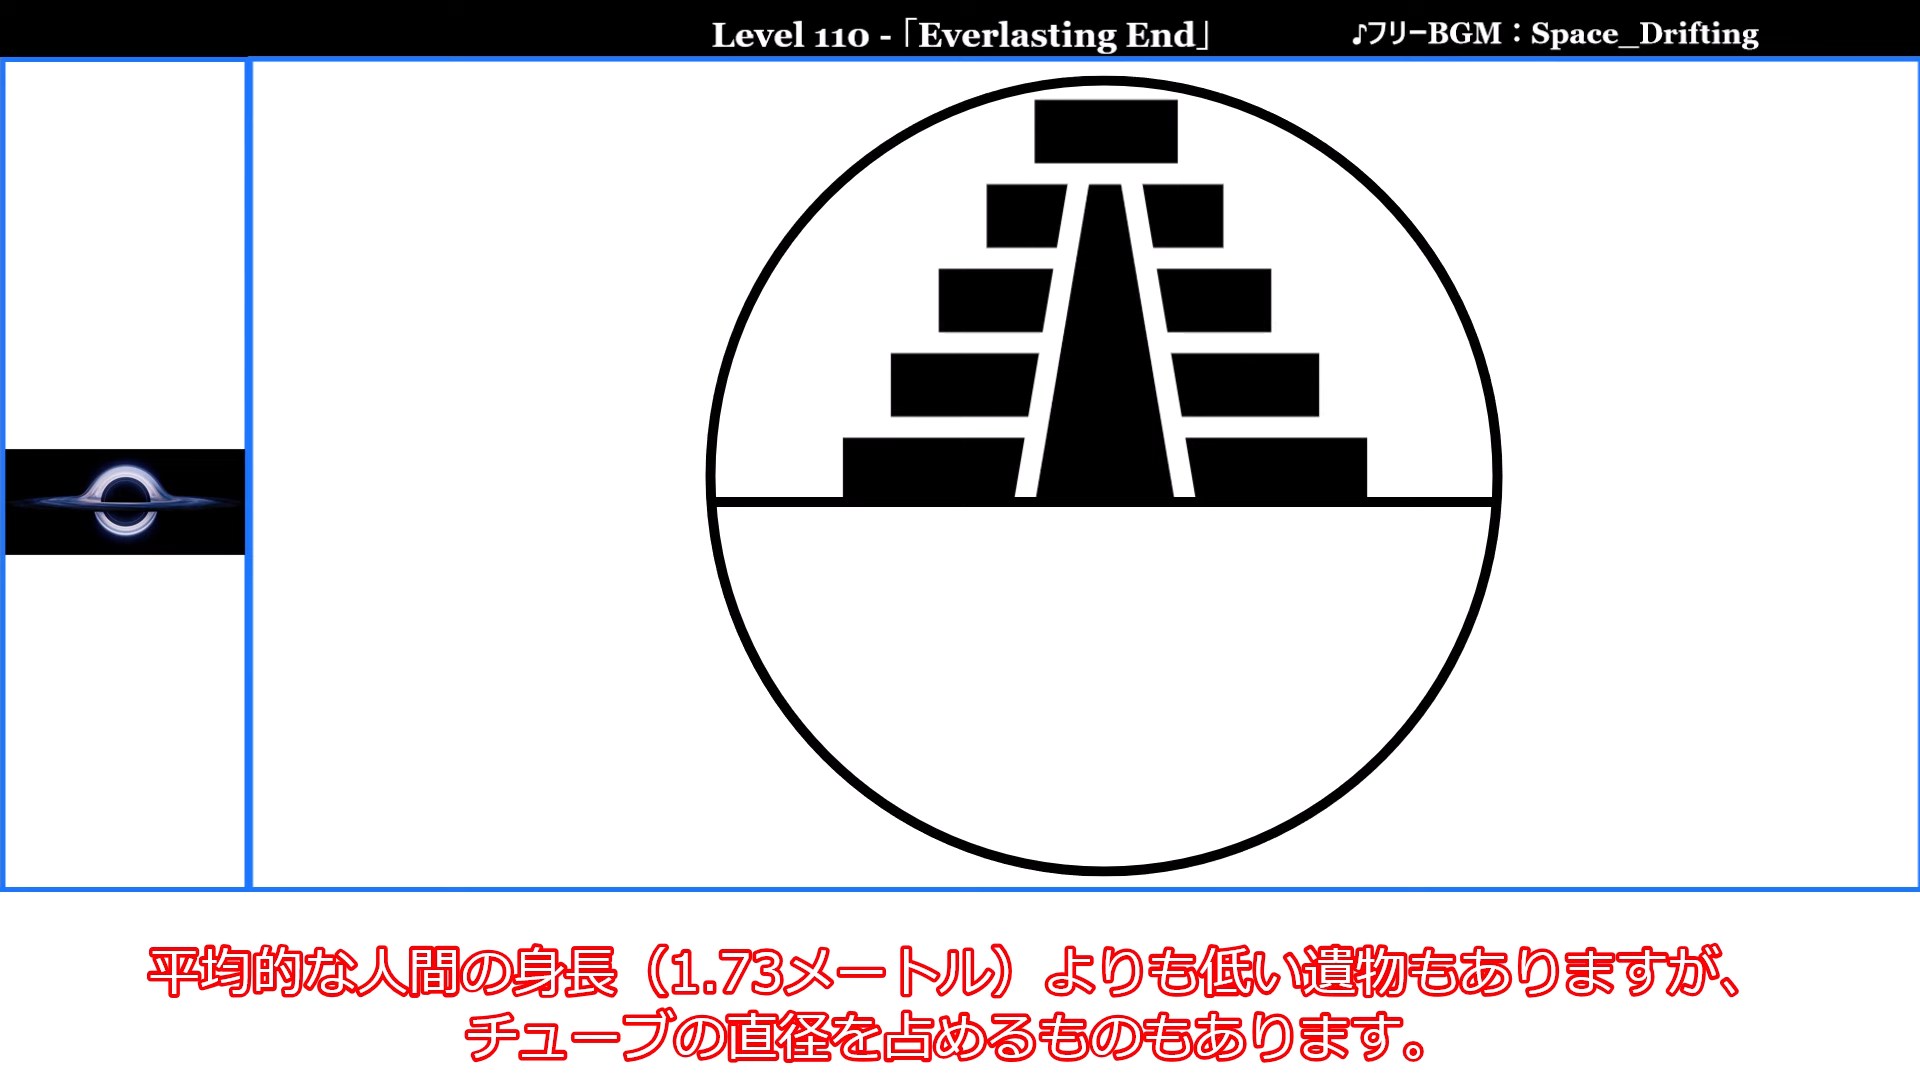 Level 110 -「Everlasting End」
♪フリーBGM：Space_Drifting
平均的な人間の身長（1.73メートル）よりも低い遺物もありますが、
チューブの直径を占めるものもあります。